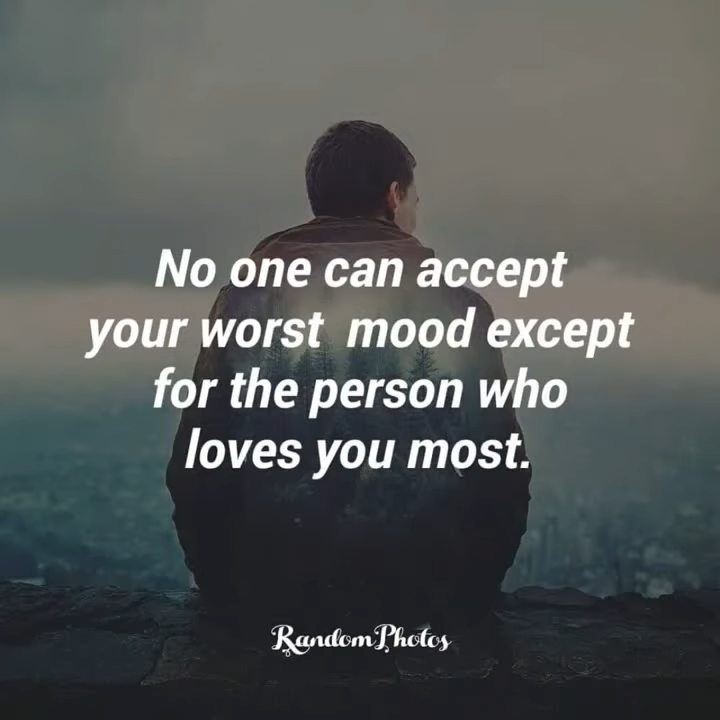 No one can accept
your worst mood except
for the person who
loves you most.
RandomPhotos